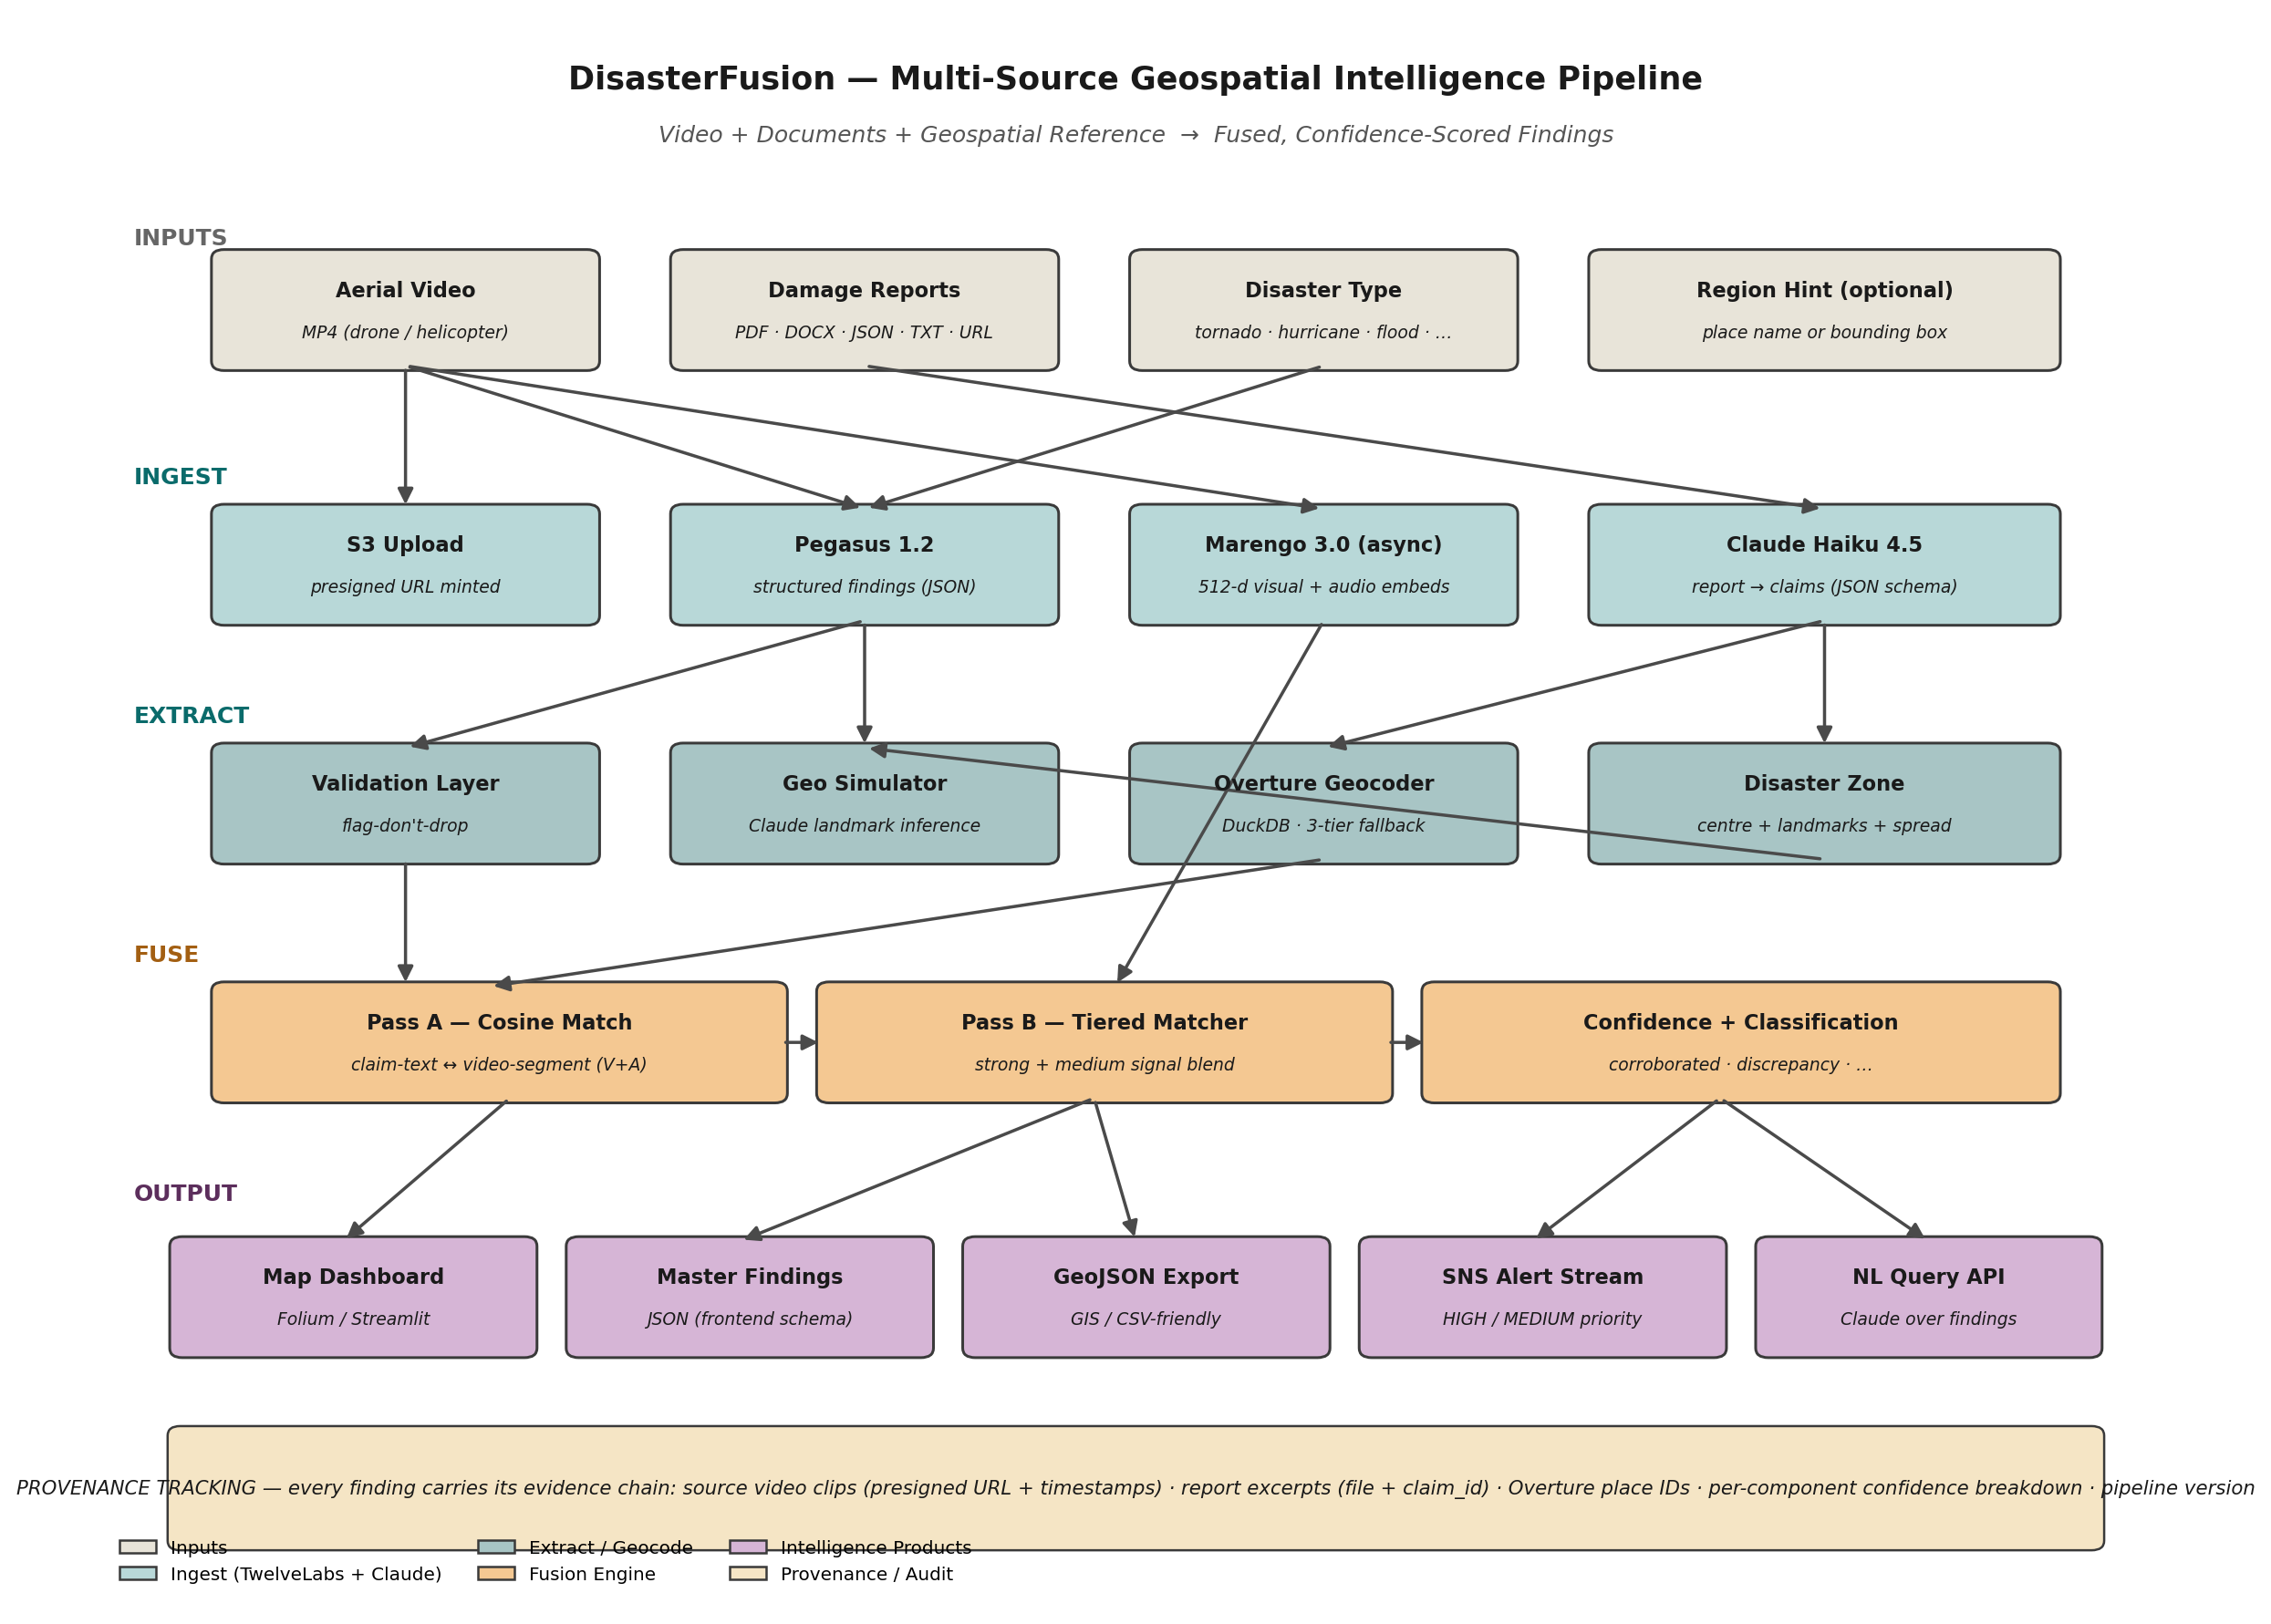 DisasterFusion — Multi-Source Geospatial Intelligence Pipeline
Video + Documents + Geospatial Reference → Fused, Confidence-Scored Findings
INPUTS
Aerial Video
MP4 (drone / helicopter)
Damage Reports
PDF · DOCX · JSON · TXT · URL
Disaster Type
tornado · hurricane · flood · …
Region Hint (optional)
place name or bounding box
INGEST
S3 Upload
presigned URL minted
Pegasus 1.2
structured findings (JSON)
Marengo 3.0 (async)
512-d visual + audio embeds
Claude Haiku 4.5
report → claims (JSON schema)
EXTRACT
Validation Layer
flag-don't-drop
Geo Simulator
Claude landmark inference
Overture Geocoder
DuckDB · 3-tier fallback
Disaster Zone
centre + landmarks + spread
FUSE
Pass A — Cosine Match
claim-text ↔ video-segment (V+A)
Pass B — Tiered Matcher
strong + medium signal blend
Confidence + Classification
corroborated · discrepancy · …
OUTPUT
Map Dashboard
Folium / Streamlit
Master Findings
JSON (frontend schema)
GeoJSON Export
GIS / CSV-friendly
SNS Alert Stream
HIGH / MEDIUM priority
NL Query API
Claude over findings
PROVENANCE TRACKING — every finding carries its evidence chain: source video clips (presigned URL + timestamps) · report excerpts (file + claim_id) · Overture place IDs · per-component confidence breakdown · pipeline version
Inputs
Ingest (TwelveLabs + Claude)
Extract / Geocode
Fusion Engine
Intelligence Products
Provenance / Audit